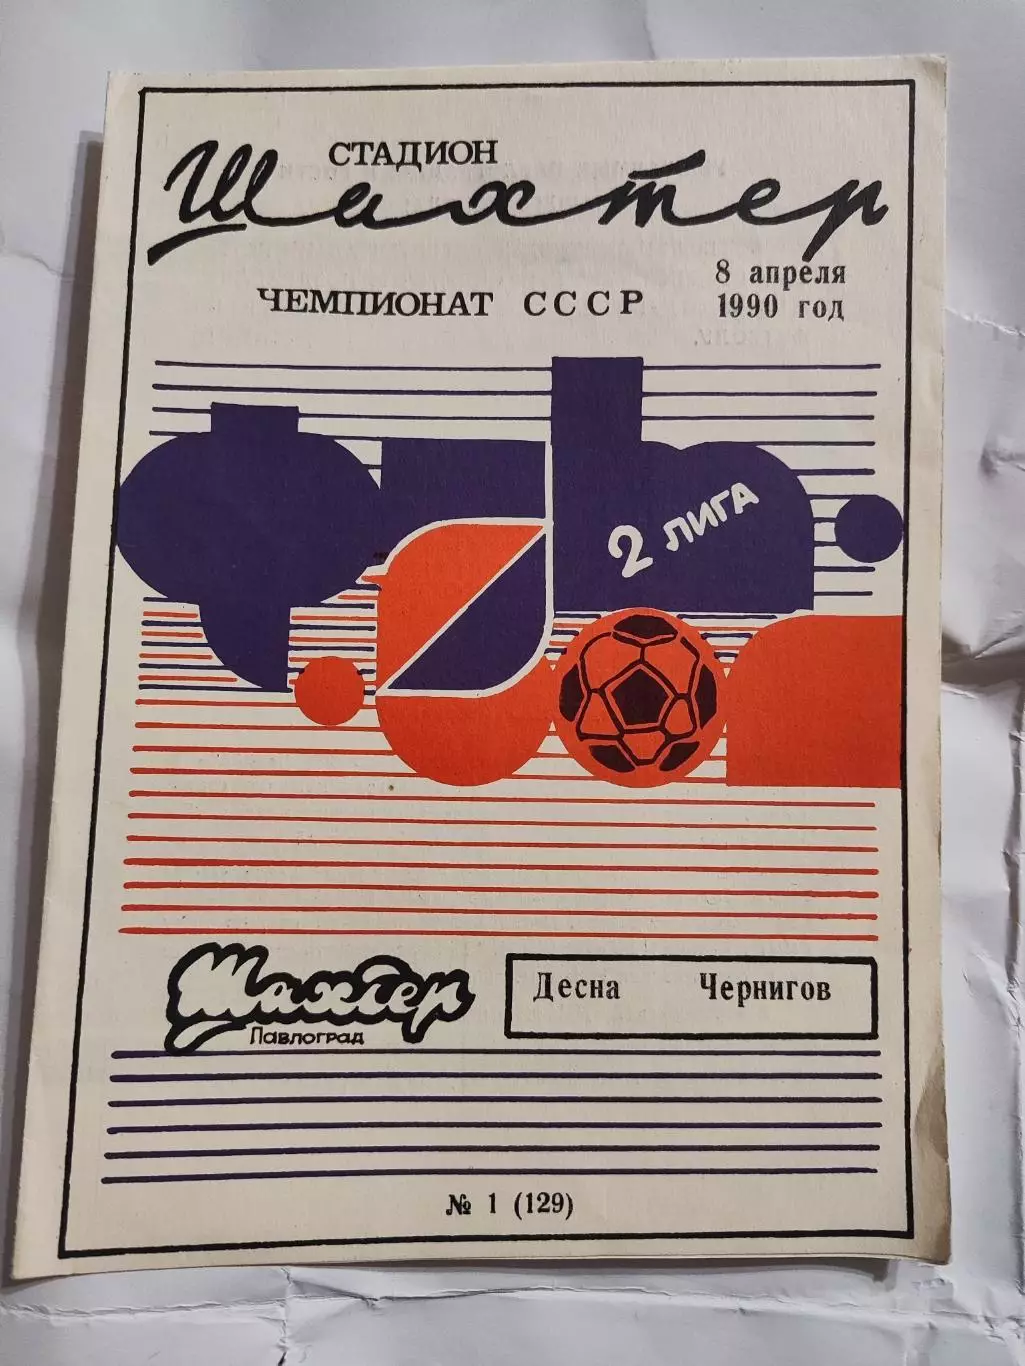 СТАДИОН
Шахтер
ЧЕМПИОНАТ СССР
8 апреля
1990 год
2 ЛИГА
Шахтер
Павлоград
Десна Чернигов
№ 1 (129)